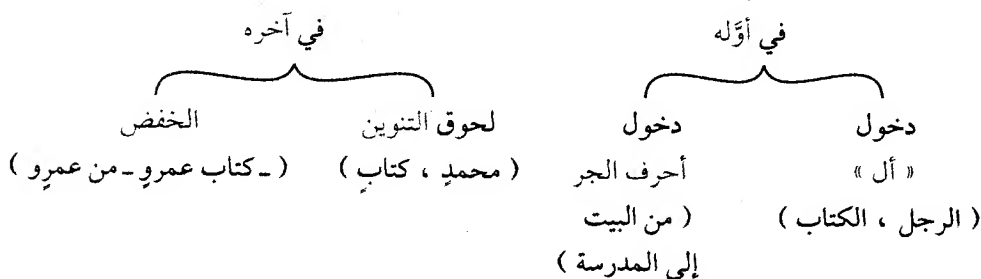 في أوَّله
في آخره
دخول
دخول
لحوق التنوين
الخفض
« أل »
أحرف الجر
( محمدٍ ، كتابٍ )
( ـ كتاب عمروٍ ـ من عمرٍو )
( الرجل ، الكتاب )
( من البيت
إلى المدرسة )